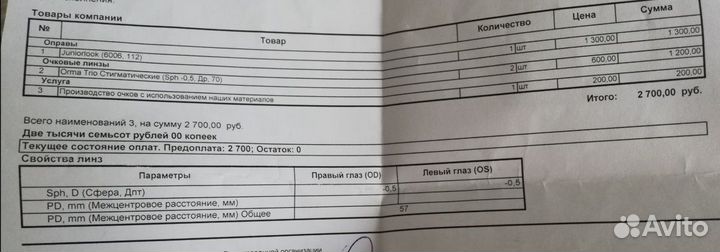 Товары компании
№ Товар Количество Цена Сумма
Оправы
1 Juniorlook (6006, 112) 1 шт 1 300,00 1 300,00
Очковые линзы
2 Orma Trio Стигматические (Sph -0,5, Др, 70) 2 шт 600,00 1 200,00
Услуга
3 Производство очков с использованием наших материалов 1 шт 200,00 200,00
Итого: 2 700,00 руб.
Всего наименований 3, на сумму 2 700,00 руб.
Две тысячи семьсот рублей 00 копеек
Текущее состояние оплат. Предоплата: 2 700; Остаток: 0
Свойства линз
Параметры Правый глаз (OD) Левый глаз (OS)
Sph, D (Сфера, Дпт) -0,5 -0,5
PD, mm (Межцентровое расстояние, мм)
PD, mm (Межцентровое расстояние, мм) Общее 57
организации
Avito